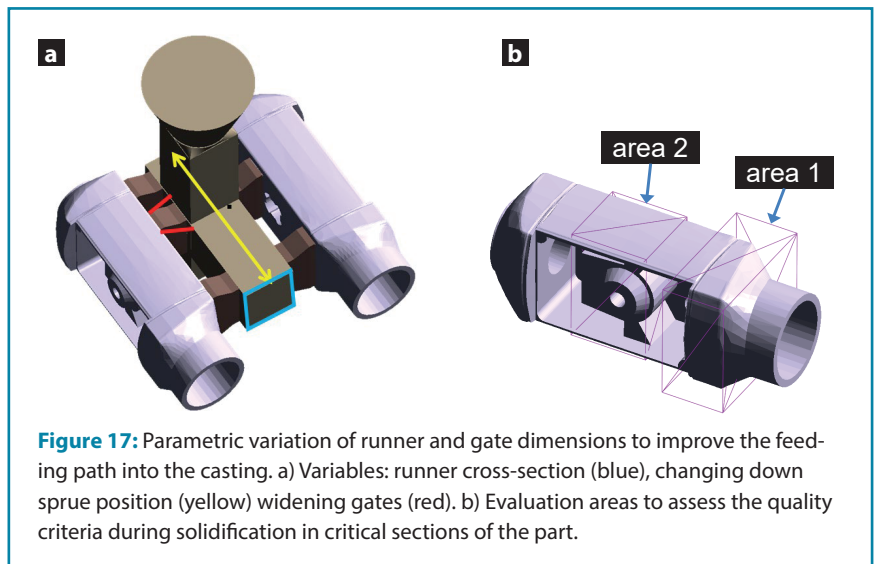 a
b
area 2
area 1
Figure 17: Parametric variation of runner and gate dimensions to improve the feed-
ing path into the casting. a) Variables: runner cross-section (blue), changing down
sprue position (yellow) widening gates (red). b) Evaluation areas to assess the quality
criteria during solidification in critical sections of the part.